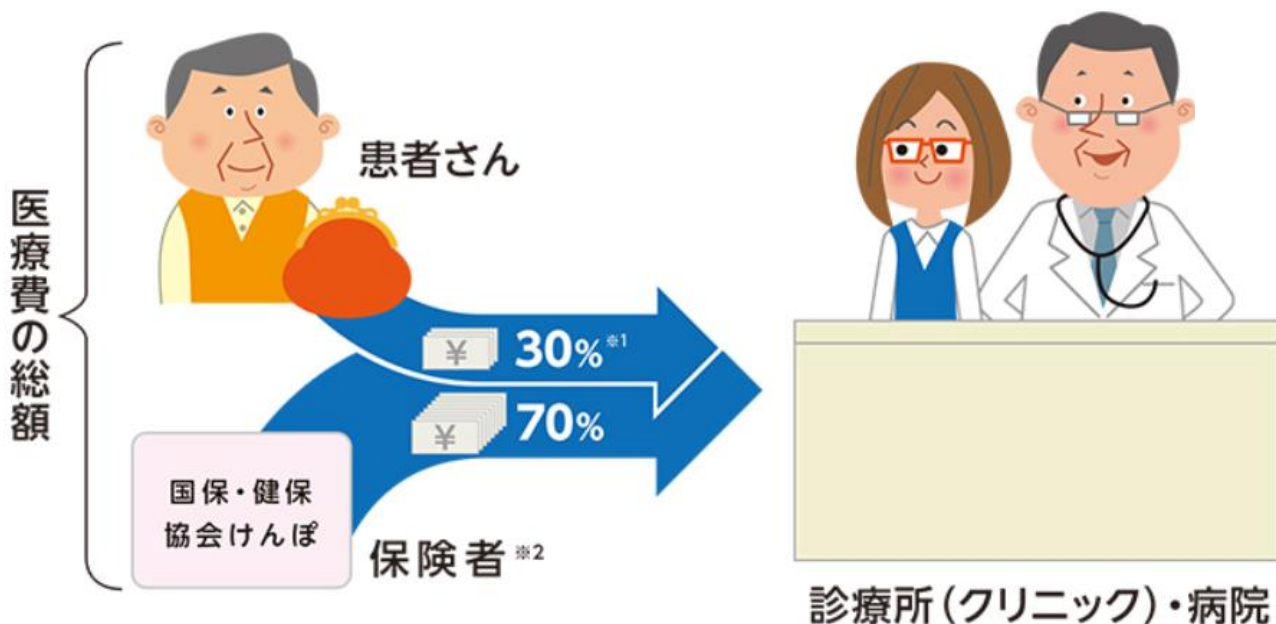 医療費の総額
患者さん
¥ 30%※1
¥ 70%
国保・健保
協会けんぽ
保険者※2
診療所(クリニック)・病院